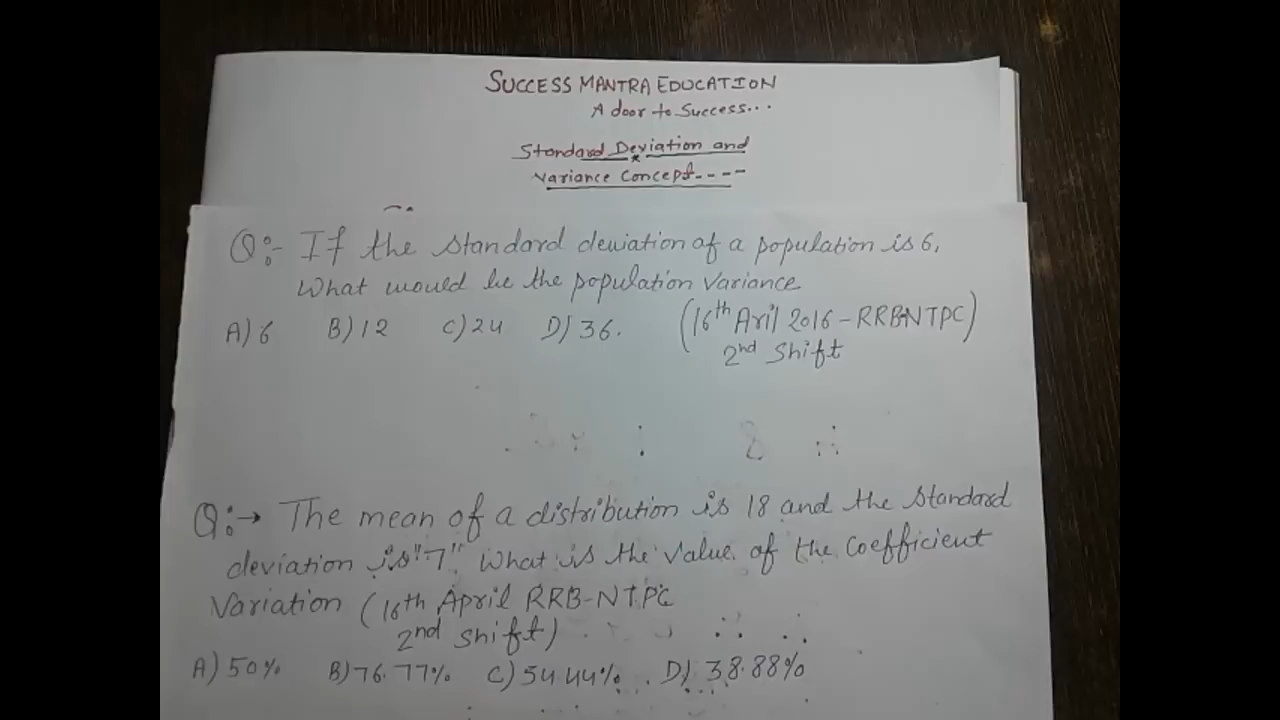 SUCCESS MANTRA EDUCATION
A door to Success...
Standard Deviation and
Variance Concept----
Q:- If the standard deviation of a population is 6,
What would be the population variance
A) 6 B) 12 C) 24 D) 36. (16th Aril 2016 - RRB-NTPC)
2nd Shift
Q:→ The mean of a distribution is 18 and the Standard
deviation is "7". What is the value of the Coefficient
Variation (16th April RRB-NTPC
2nd shift)
A) 50% B) 76.77% C) 54.44% D) 38.88%